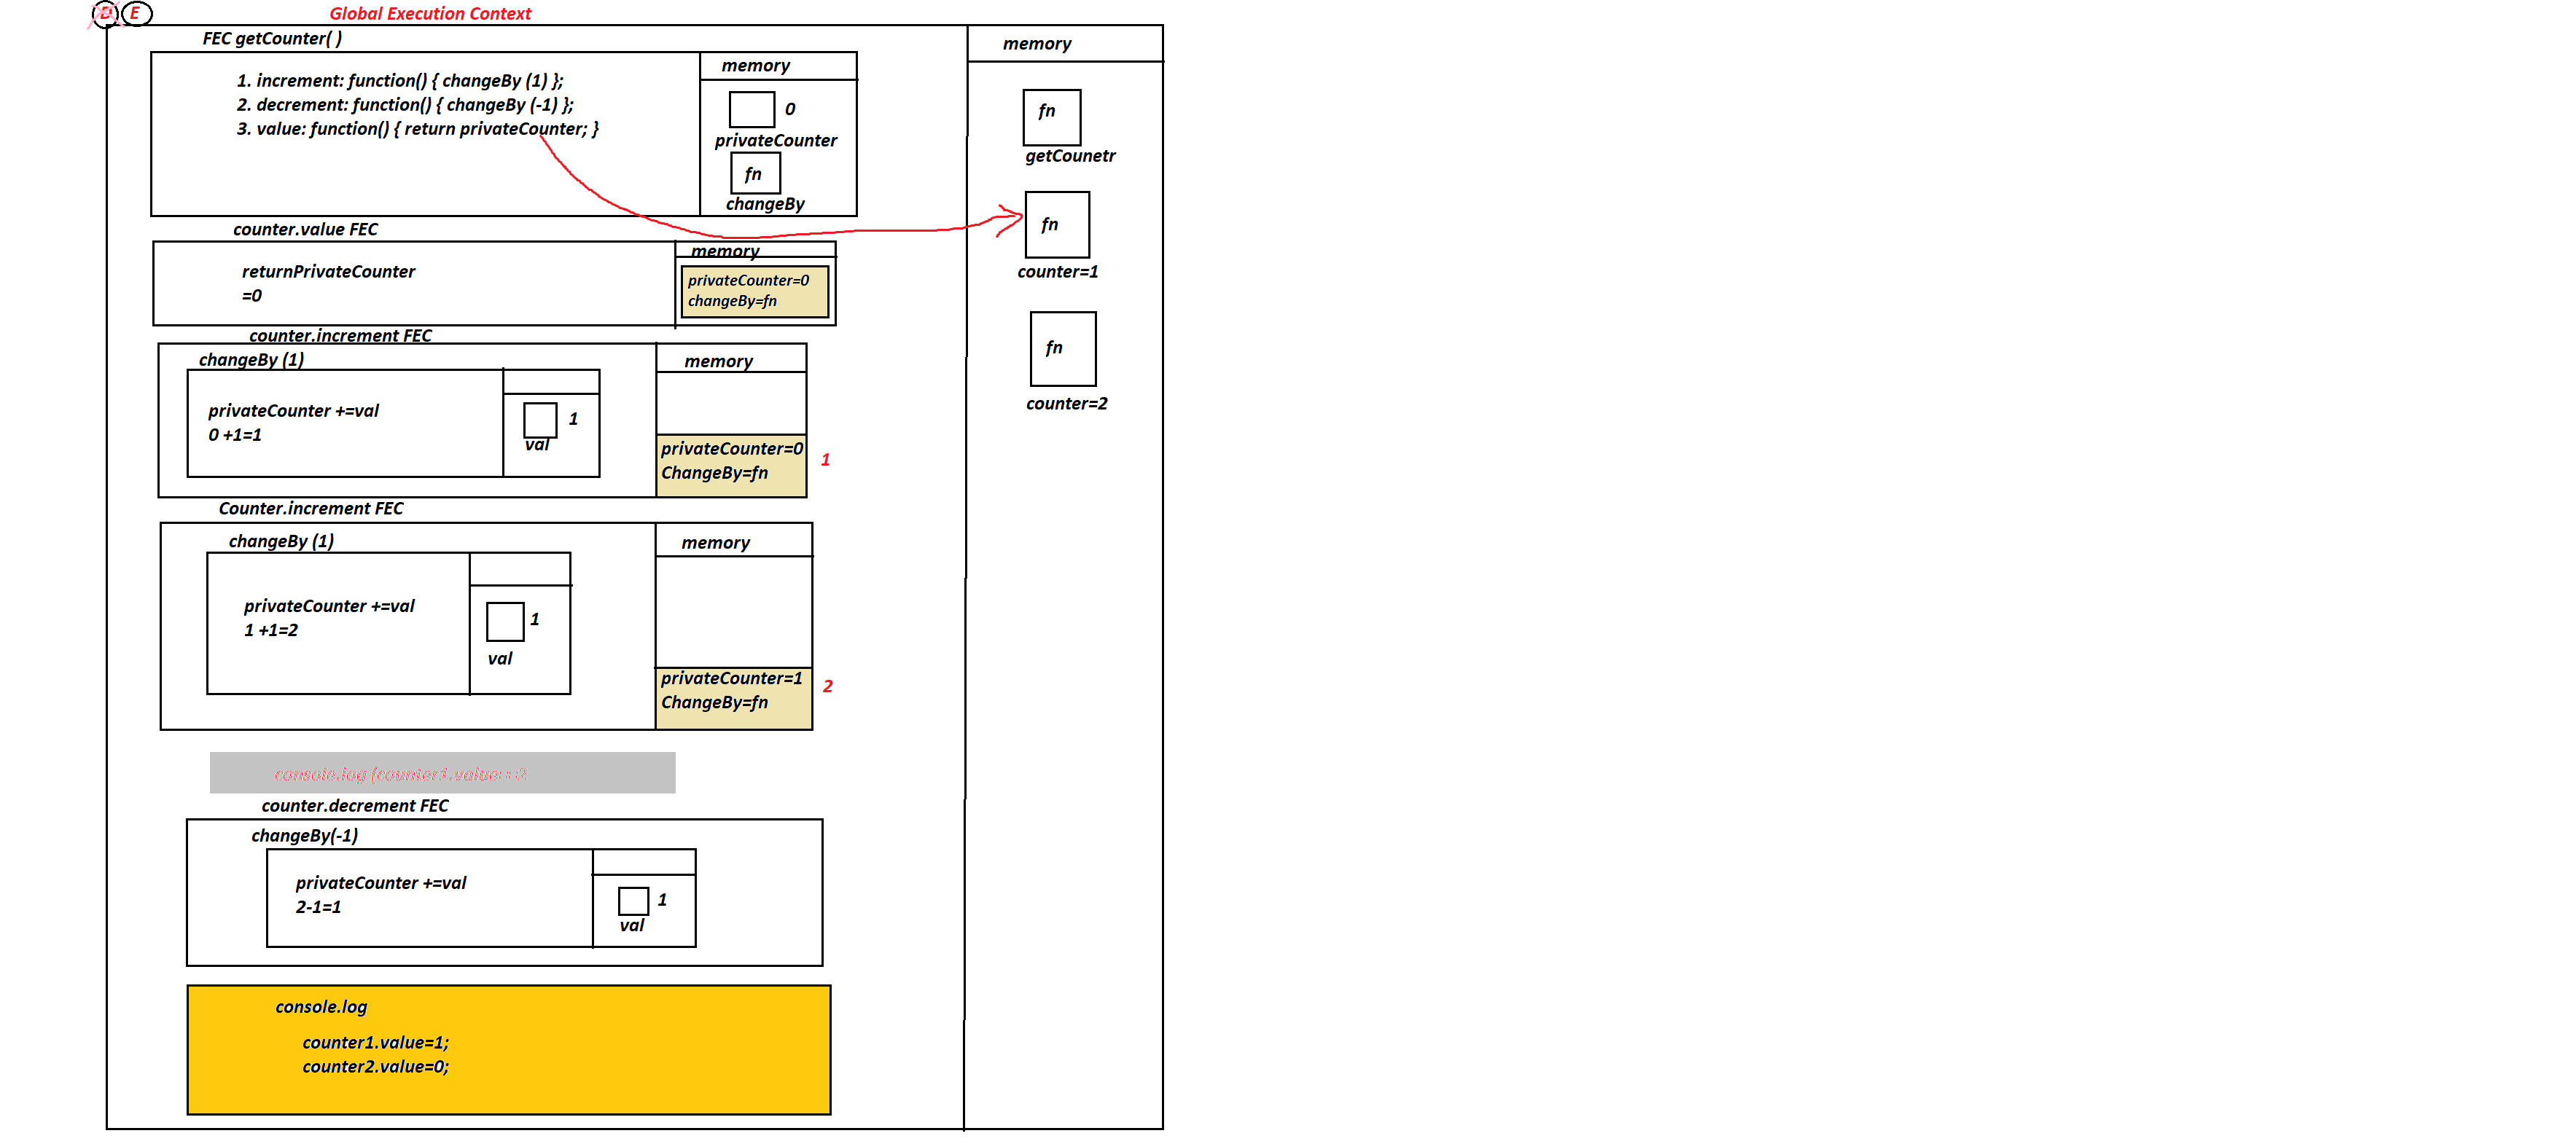 D E Global Execution Context
FEC getCounter( )
memory
1. increment: function() { changeBy (1) };
2. decrement: function() { changeBy (-1) };
3. value: function() { return privateCounter; }
memory
0
privateCounter
fn
changeBy
fn
getCounetr
fn
counter=1
fn
counter=2
counter.value FEC
returnPrivateCounter
=0
memory
privateCounter=0
changeBy=fn
counter.increment FEC
changeBy (1)
privateCounter +=val
0 +1=1
1
val
memory
privateCounter=0
ChangeBy=fn
1
Counter.increment FEC
changeBy (1)
privateCounter +=val
1 +1=2
1
val
memory
privateCounter=1
ChangeBy=fn
2
console.log (counter1.value
counter.decrement FEC
changeBy(-1)
privateCounter +=val
2-1=1
1
val
console.log
counter1.value=1;
counter2.value=0;